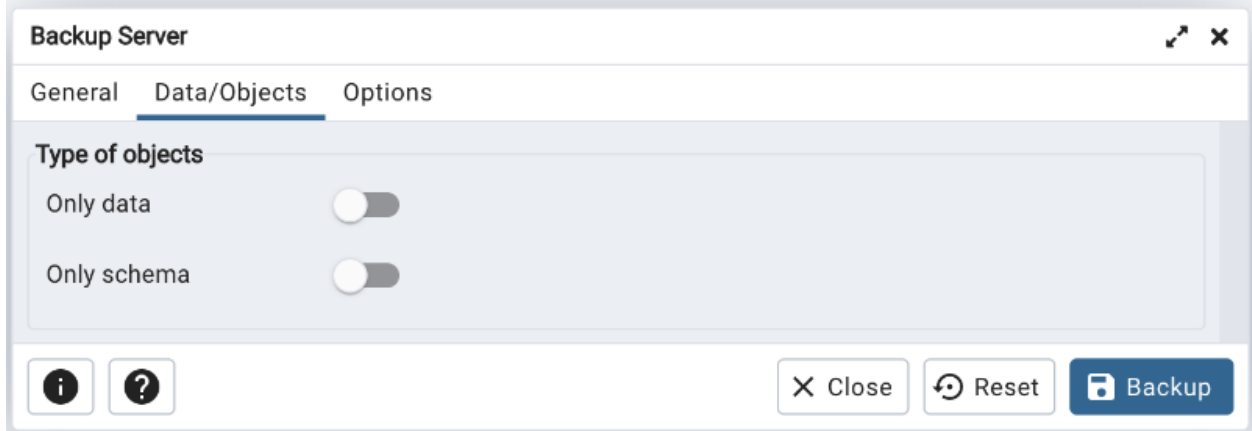 Backup Server
General Data/Objects Options
Type of objects
Only data
Only schema
Close Reset Backup